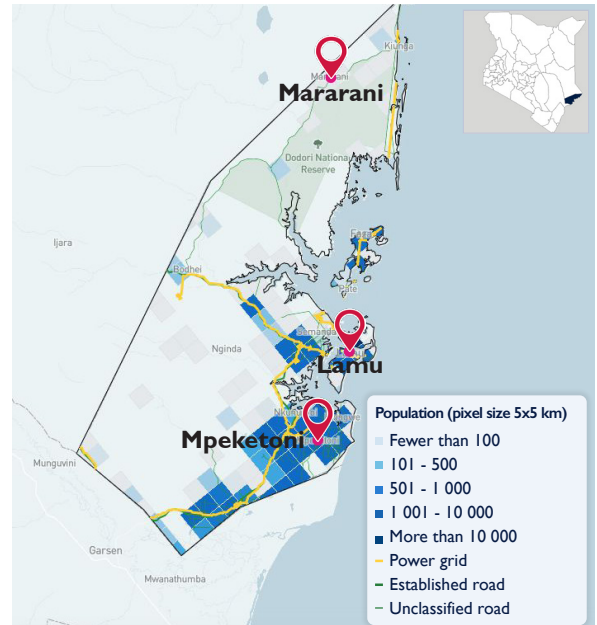 Kiunga
Mararani
Dodori Nationa
Reserve
Ijara
Faza
Pate
Bodhei
Nginda
Lamu
Mpeketoni
Munguvini
Garsen
Mwanathumba
Population (pixel size 5x5 km)
Fewer than 100
101 - 500
501 - 1 000
1 001 - 10 000
More than 10 000
Power grid
Established road
Unclassified road